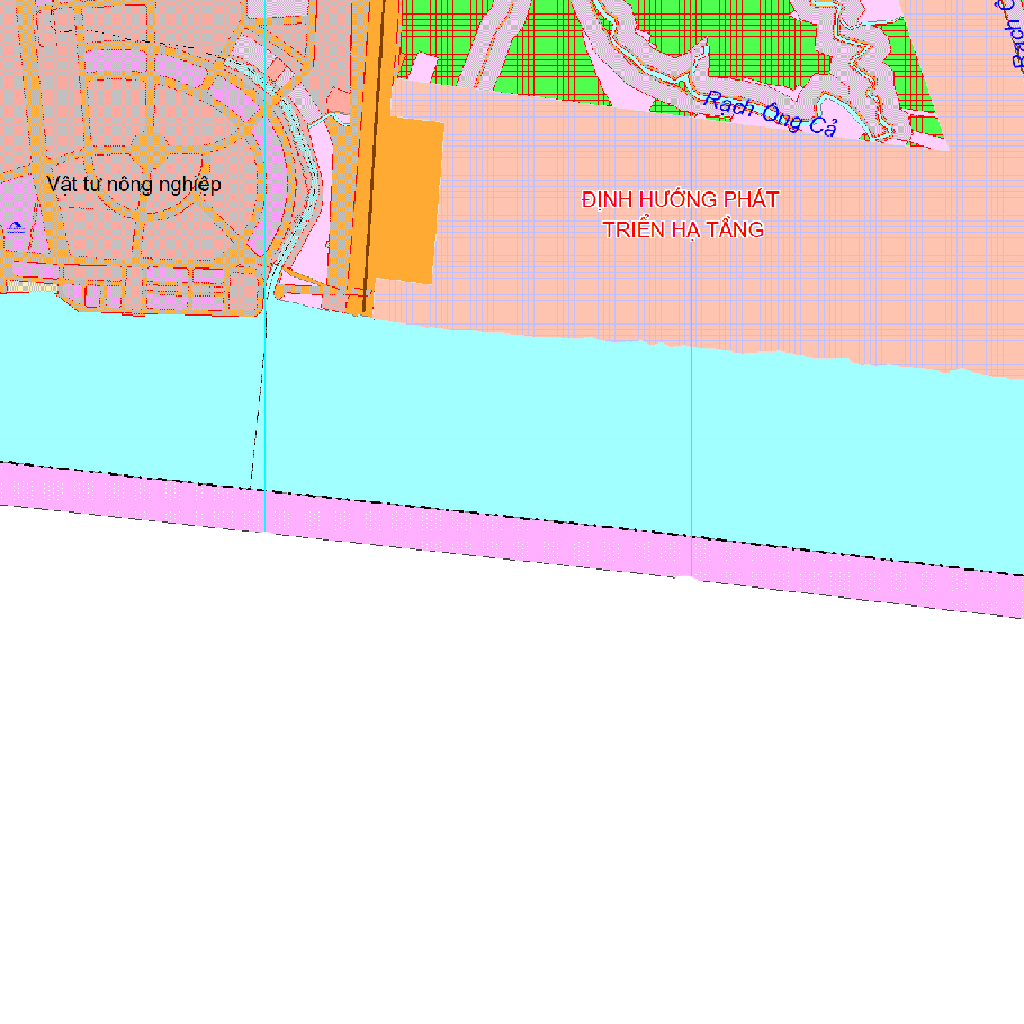 Rạch Ông Cả
Vật tư nông nghiệp
ĐỊNH HƯỚNG PHÁT
TRIỂN HẠ TẦNG